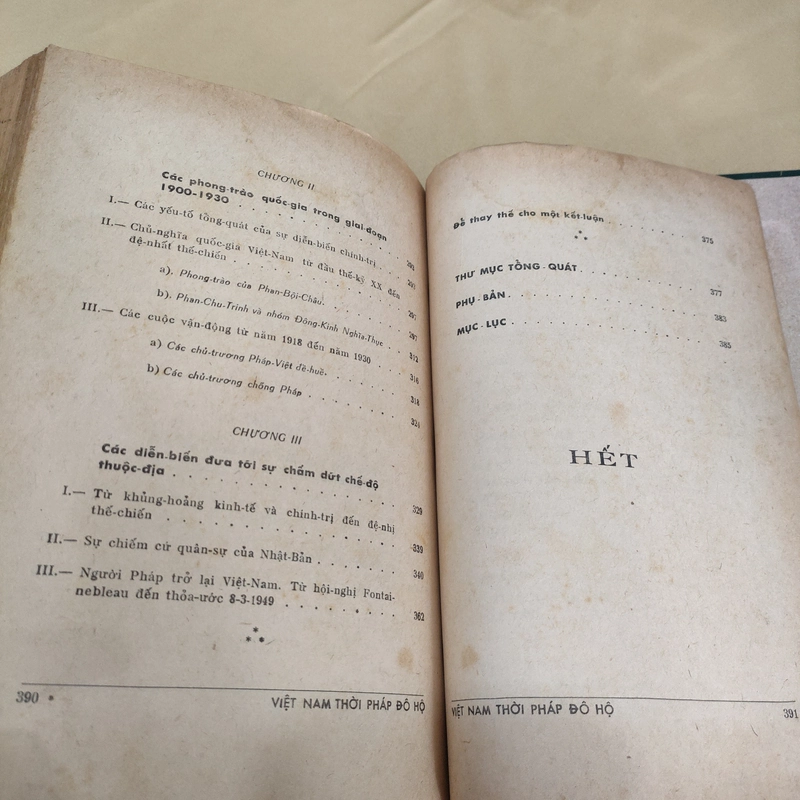 CHƯƠNG II
Các phong-trào quốc-gia trong giai-đoạn
1900-1930 . . . . . . . . . . . .
I.— Các yếu-tố tổng-quát của sự diễn-biến chính-trị . . 293
II.— Chủ-nghĩa quốc-gia Việt-Nam từ đầu thế-kỷ XX đến
đệ-nhất thế-chiến . . . . . . . . . . 297
a). Phong-trào của Phan-Bội-Châu. . . . . . . 297
b). Phan-Chu-Trinh và nhóm Đông-Kinh Nghĩa-Thục . 312
III.— Các cuộc vận-động từ năm 1918 đến năm 1930 . . 316
a) Các chủ-trương Pháp-Việt đề-huề. . . . . . 318
b) Các chủ-trương chống Pháp . . . . . . . 324
CHƯƠNG III
Các diễn-biến đưa tới sự chấm dứt chế-độ
thuộc-địa . . . . . . . . . . . . 329
I.— Từ khủng-hoảng kinh-tế và chính-trị đến đệ-nhị
thế-chiến . . . . . . . . . . . 339
II.— Sự chiếm cứ quân-sự của Nhật-Bản . . . . . 340
III.— Người Pháp trở lại Việt-Nam. Từ hội-nghị Fontai-
nebleau đến thỏa-ước 8-3-1949 . . . . . . . 362
* * *
390 *
VIỆT NAM THỜI PHÁP ĐÔ HỘ
Để thay thế cho một kết-luận . . . . . . . 375
* * *
THƯ MỤC TỔNG-QUÁT . . . . . . . . 377
PHỤ-BẢN . . . . . . . . . . . . 383
MỤC-LỤC . . . . . . . . . . . . 385
HẾT
VIỆT NAM THỜI PHÁP ĐÔ HỘ
391